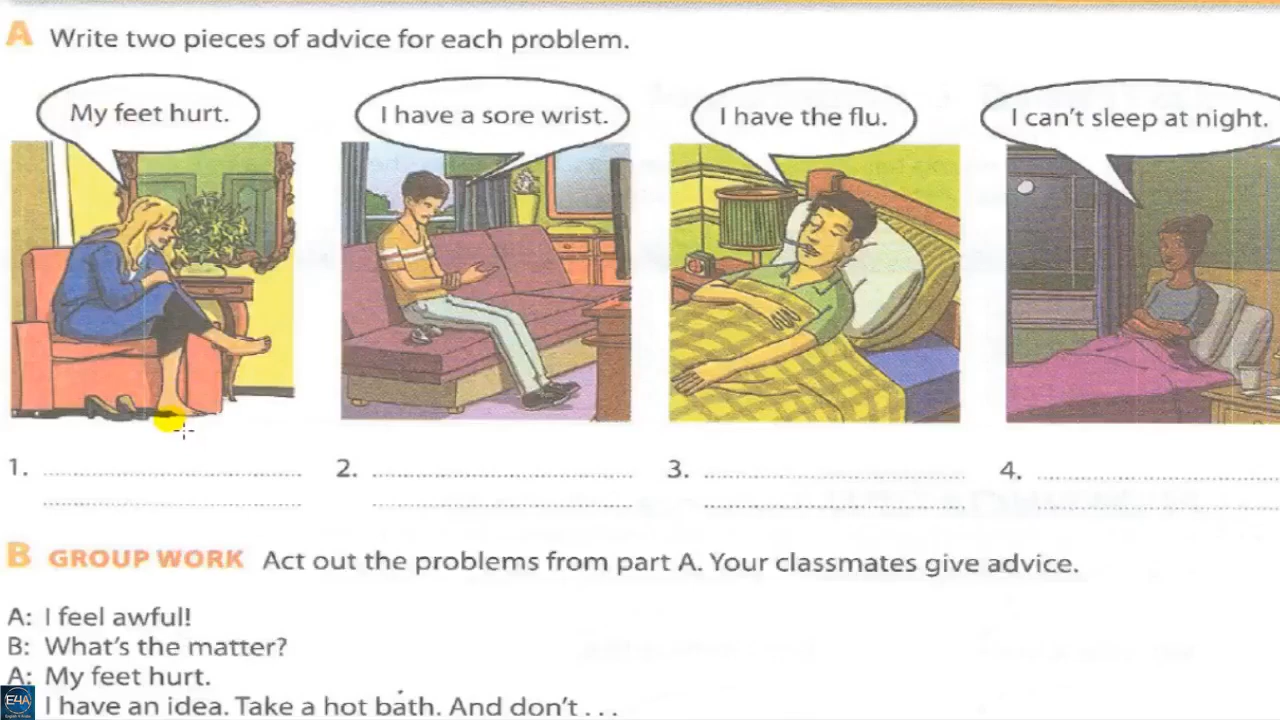 A Write two pieces of advice for each problem.
My feet hurt.
I have a sore wrist.
I have the flu.
I can't sleep at night.
1.
2.
3.
4.
B GROUP WORK Act out the problems from part A. Your classmates give advice.
A: I feel awful!
B: What's the matter?
A: My feet hurt.
I have an idea. Take a hot bath. And don't . . .
E4A